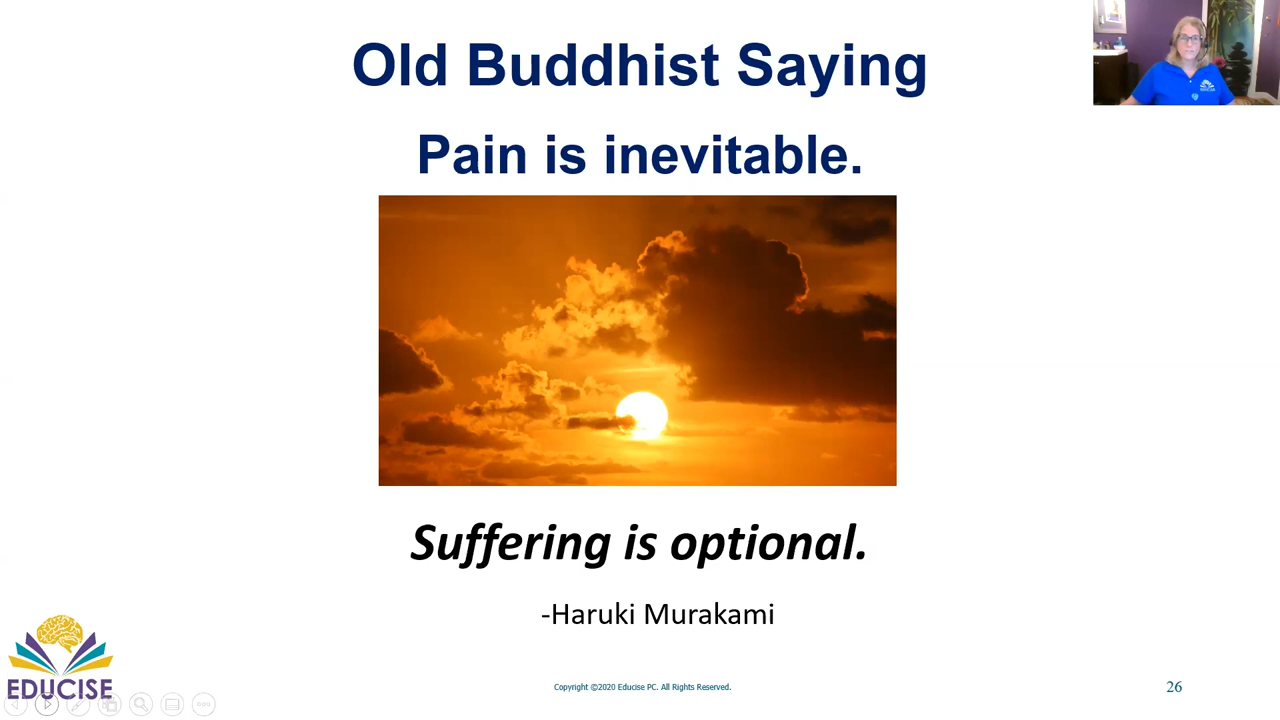 Old Buddhist Saying
Pain is inevitable.
Suffering is optional.
-Haruki Murakami
EDUCISE
Copyright ©2020 Educise PC. All Rights Reserved.
26